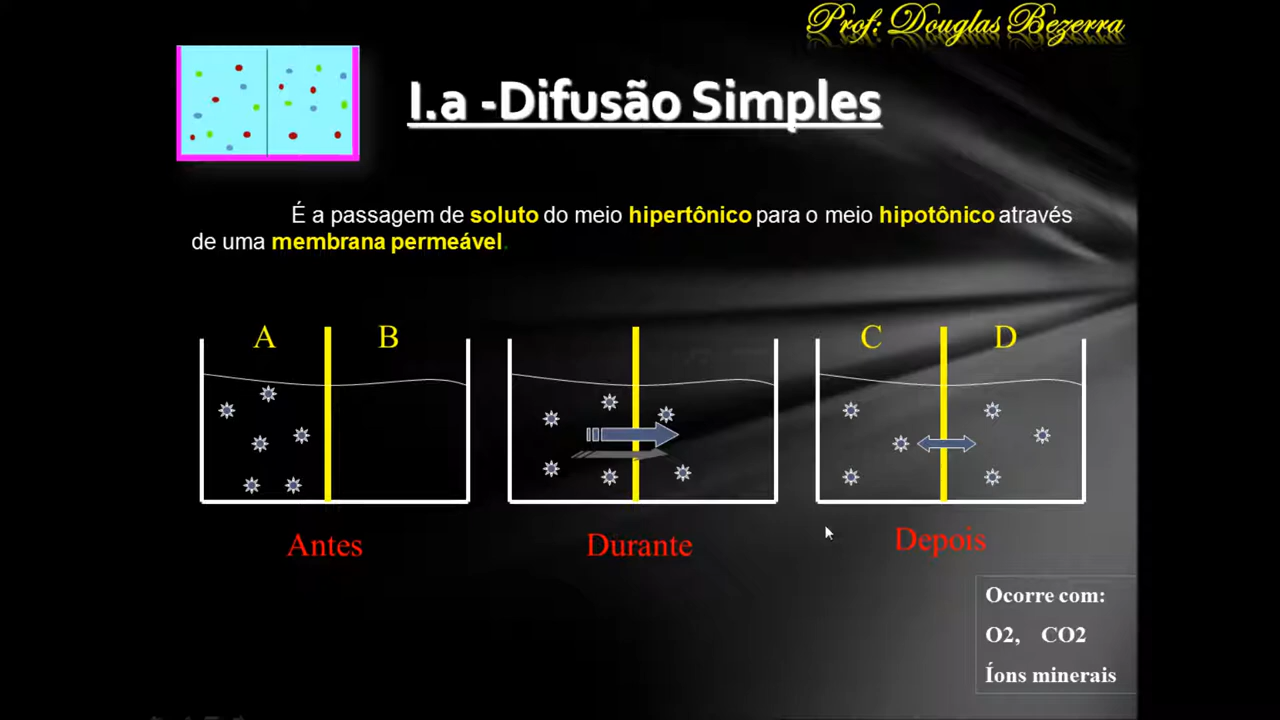 Prof: Douglas Bezerra
I.a -Difusão Simples
É a passagem de soluto do meio hipertônico para o meio hipotônico através
de uma membrana permeável.
A B C D
Antes Durante Depois
Ocorre com:
O2, CO2
Íons minerais